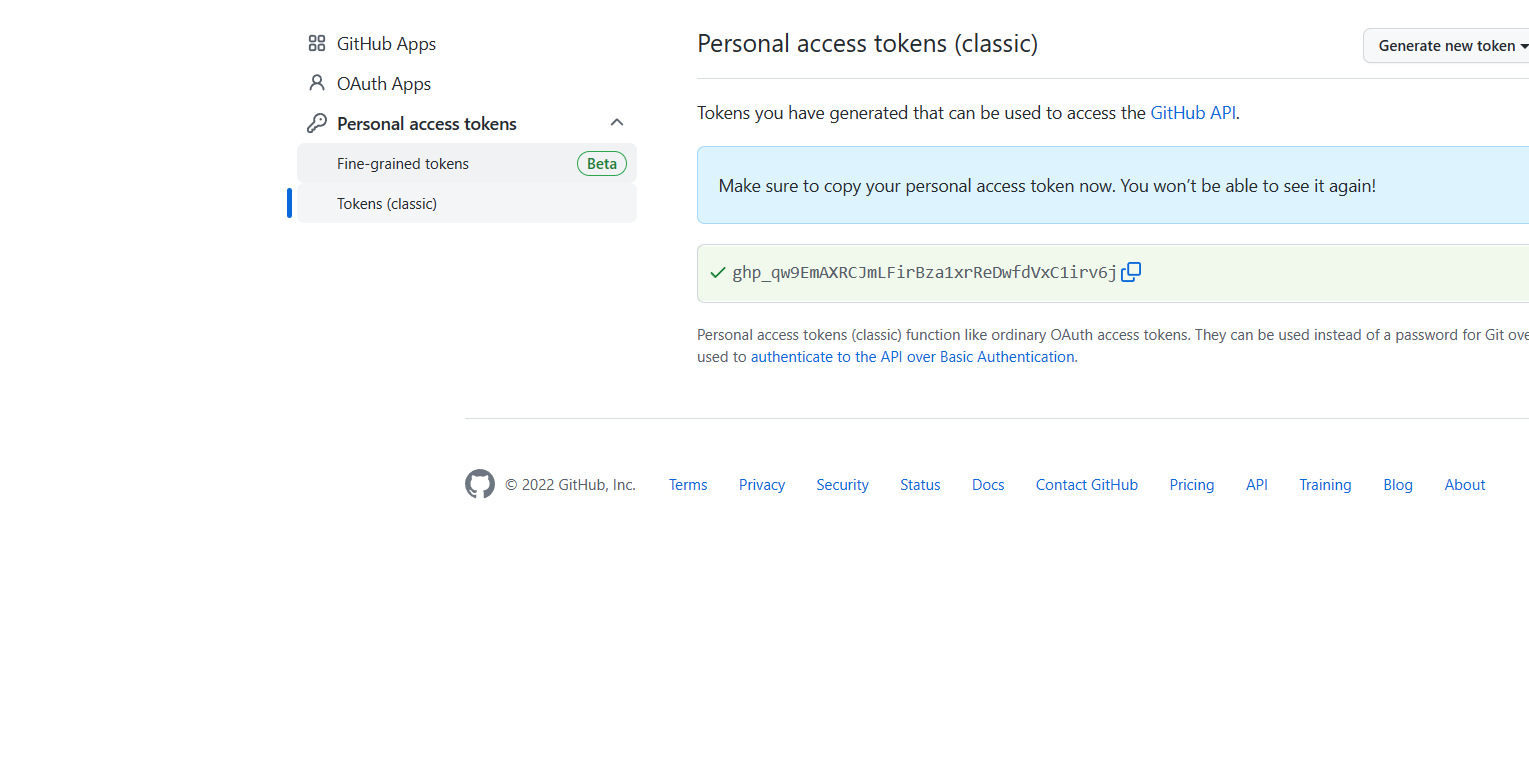 GitHub Apps
OAuth Apps
Personal access tokens
Fine-grained tokens Beta
Tokens (classic)
Personal access tokens (classic)
Generate new token
Tokens you have generated that can be used to access the GitHub API.
Make sure to copy your personal access token now. You won’t be able to see it again!
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
Personal access tokens (classic) function like ordinary OAuth access tokens. They can be used instead of a password for Git ove
used to authenticate to the API over Basic Authentication.
© 2022 GitHub, Inc. Terms Privacy Security Status Docs Contact GitHub Pricing API Training Blog About